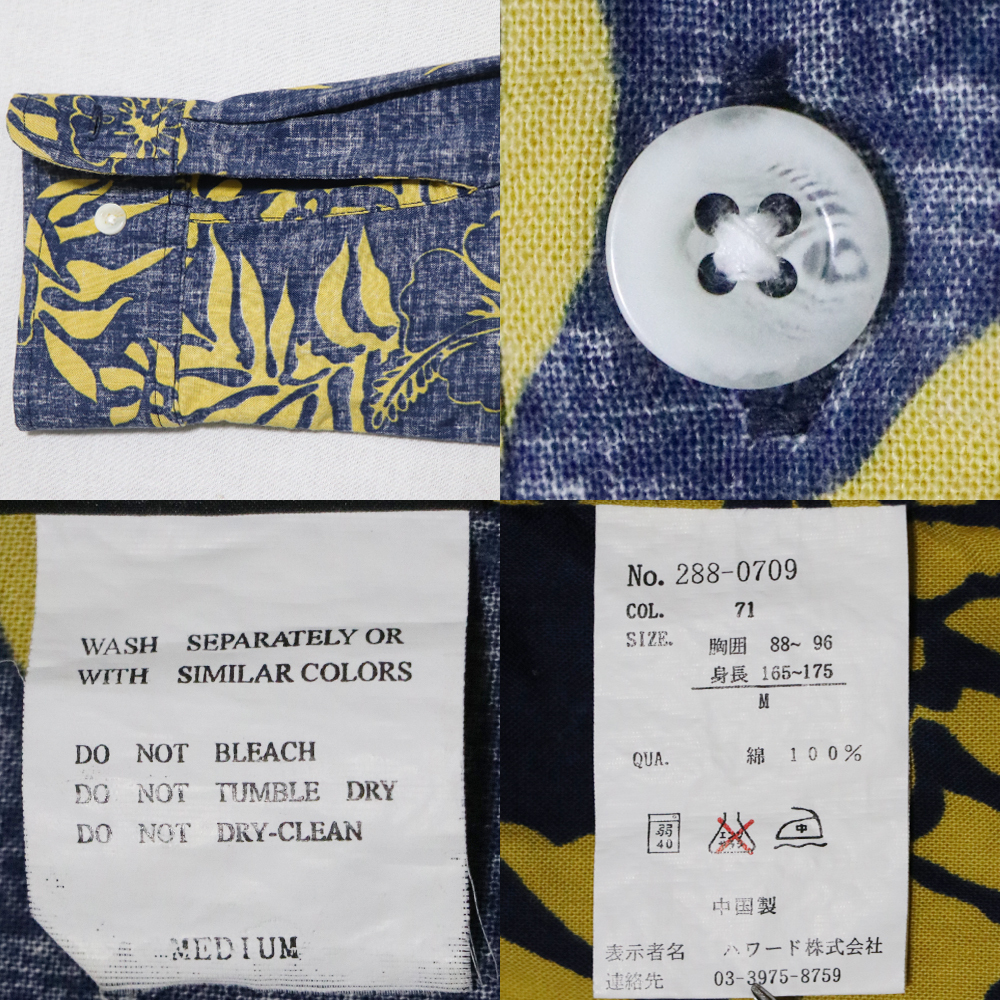 WASH SEPARATELY OR
WITH SIMILAR COLORS
DO NOT BLEACH
DO NOT TUMBLE DRY
DO NOT DRY-CLEAN
MEDIUM
No. 288-0709
COL. 71
SIZE. 胸囲 88~ 96
身長 165~175
M
QUA. 綿 100%
弱
40
中
中国製
表示者名 ハワード株式会社
連絡先 03-3975-8759